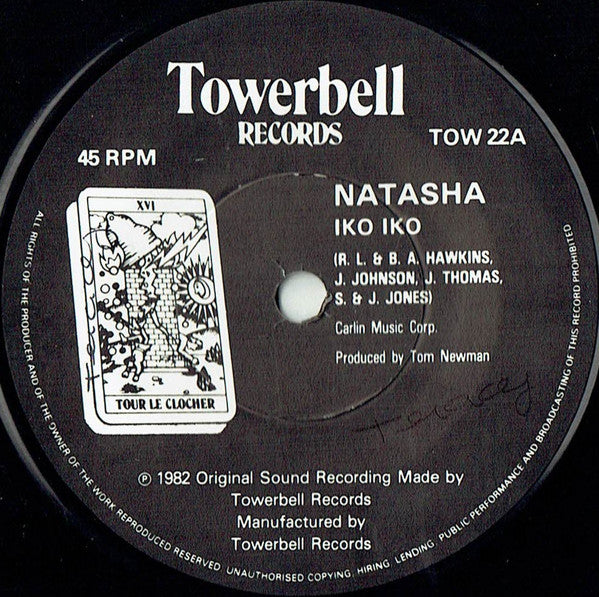 Towerbell
RECORDS
45 RPM
TOW 22A
NATASHA
IKO IKO
(R. L. & B. A. HAWKINS,
J. JOHNSON, J. THOMAS,
S. & J. JONES)
Carlin Music Corp.
Produced by Tom Newman
XVI
TOUR LE CLOCHER
℗ 1982 Original Sound Recording Made by
Towerbell Records
Manufactured by
Towerbell Records
ALL RIGHTS OF THE PRODUCER AND OF THE OWNER OF THE WORK REPRODUCED RESERVED. UNAUTHORISED COPYING, HIRING, LENDING, PUBLIC PERFORMANCE AND BROADCASTING OF THIS RECORD PROHIBITED